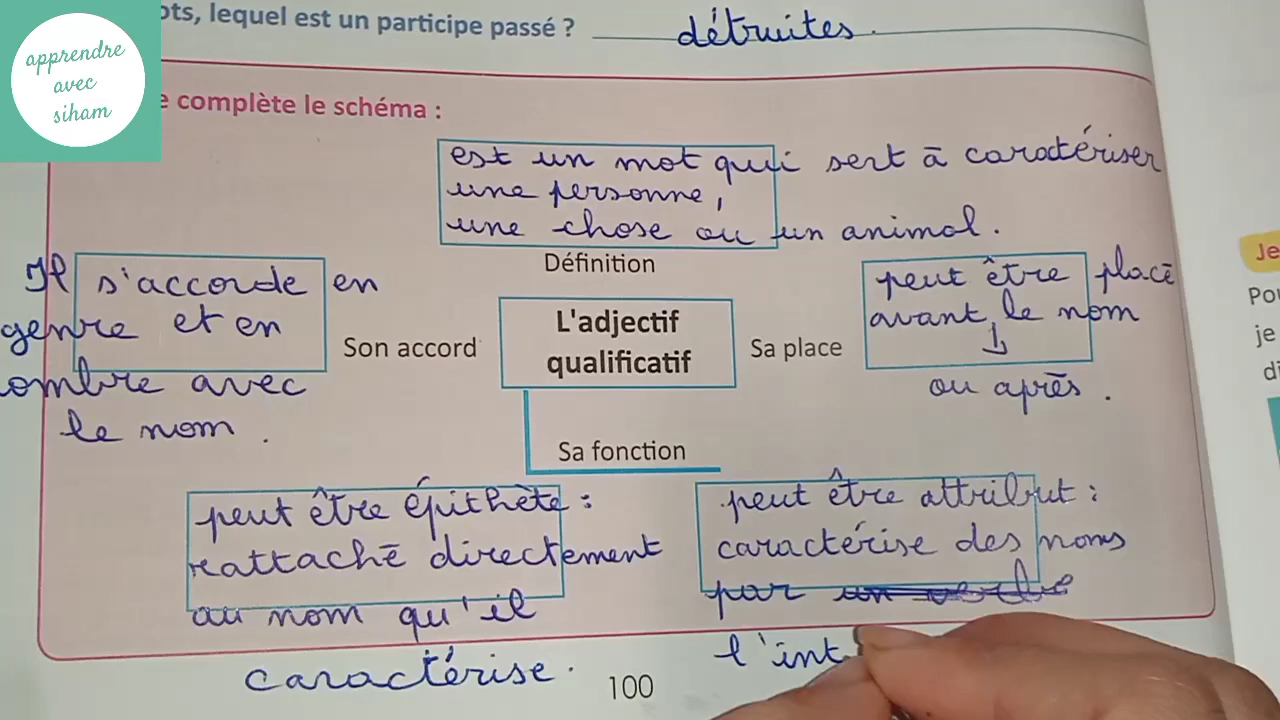 apprendre
avec
siham
ots, lequel est un participe passé ? détruites.
e complète le schéma :
est un mot qui sert à caractériser
une personne,
une chose ou un animal.
Définition
Il s'accorde en
genre et en
ombre avec
le nom.
Son accord
L'adjectif
qualificatif
Sa place
peut être placé
avant le nom
ou après.
Sa fonction
peut être épithète :
rattaché directement
au nom qu'il
caractérise.
peut être attribut :
caractérise des noms
par un verbe
l'int
100
Je
Pou
je
di